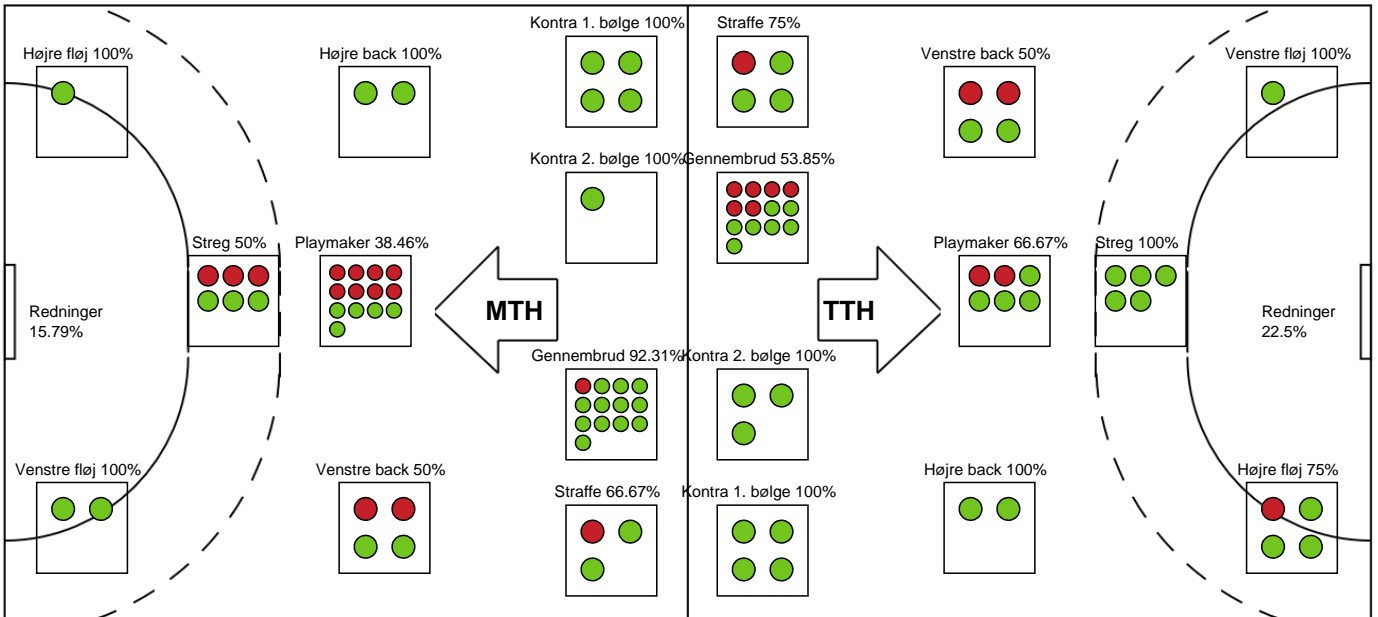 Kontra 1. bølge 100%
Straffe 75%
Højre fløj 100%
Højre back 100%
Venstre back 50%
Venstre fløj 100%
Kontra 2. bølge 100%
Gennembrud 53.85%
Streg 50%
Playmaker 38.46%
Playmaker 66.67%
Streg 100%
Redninger
15.79%
MTH
TTH
Redninger
22.5%
Gennembrud 92.31%
Kontra 2. bølge 100%
Venstre fløj 100%
Venstre back 50%
Højre back 100%
Højre fløj 75%
Straffe 66.67%
Kontra 1. bølge 100%